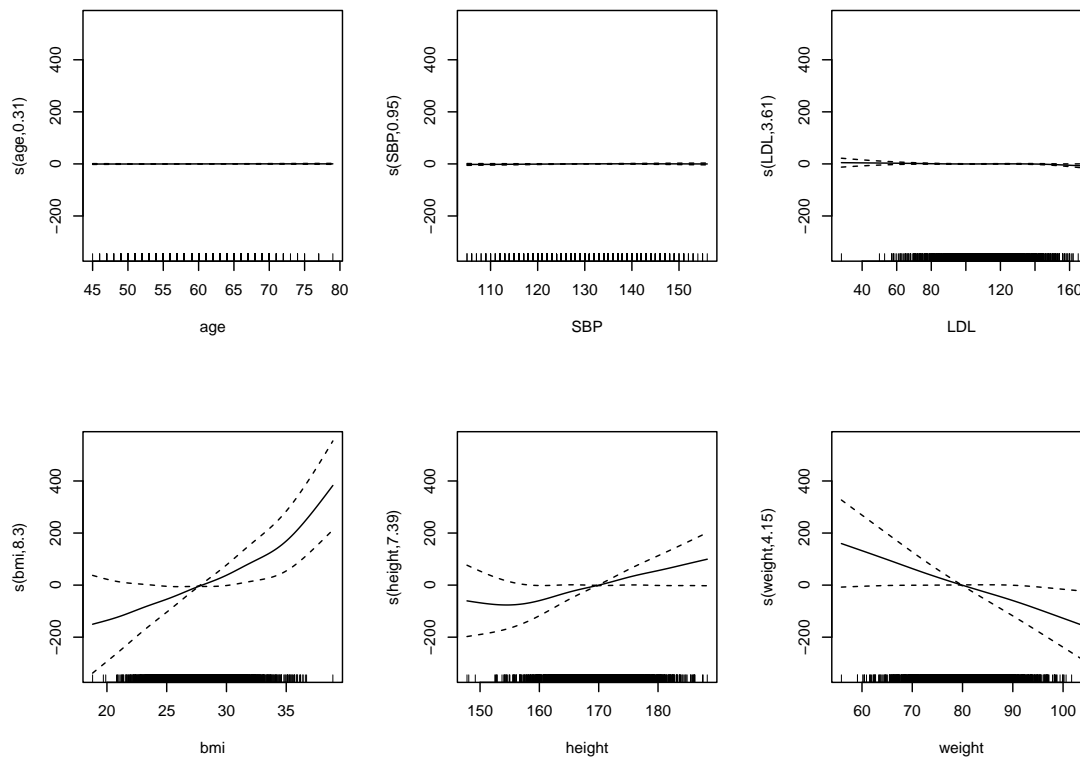 s(age,0.31)
−200 0 200 400
45 50 55 60 65 70 75 80
age
s(SBP,0.95)
−200 0 200 400
110 120 130 140 150
SBP
s(LDL,3.61)
−200 0 200 400
40 60 80 120 160
LDL
s(bmi,8.3)
−200 0 200 400
20 25 30 35
bmi
s(height,7.39)
−200 0 200 400
150 160 170 180
height
s(weight,4.15)
−200 0 200 400
60 70 80 90 100
weight